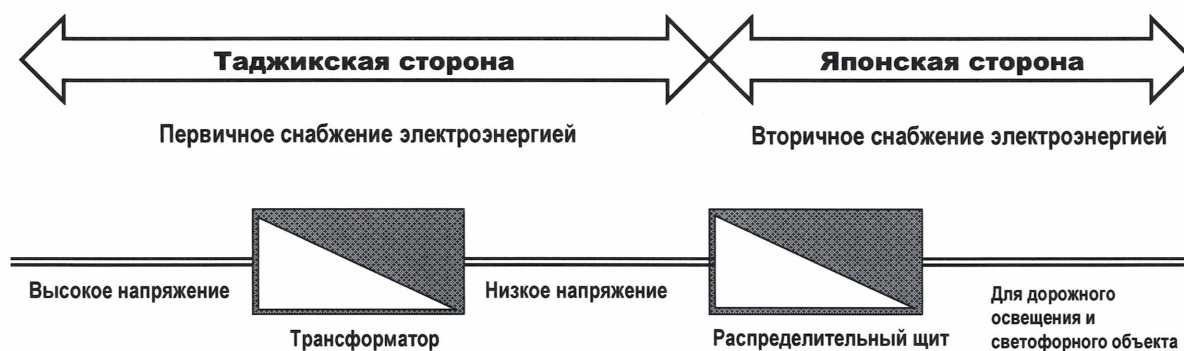 Таджикская сторона
Японская сторона
Первичное снабжение электроэнергией
Вторичное снабжение электроэнергией
Высокое напряжение
Трансформатор
Низкое напряжение
Распределительный щит
Для дорожного
освещения и
светофорного объекта